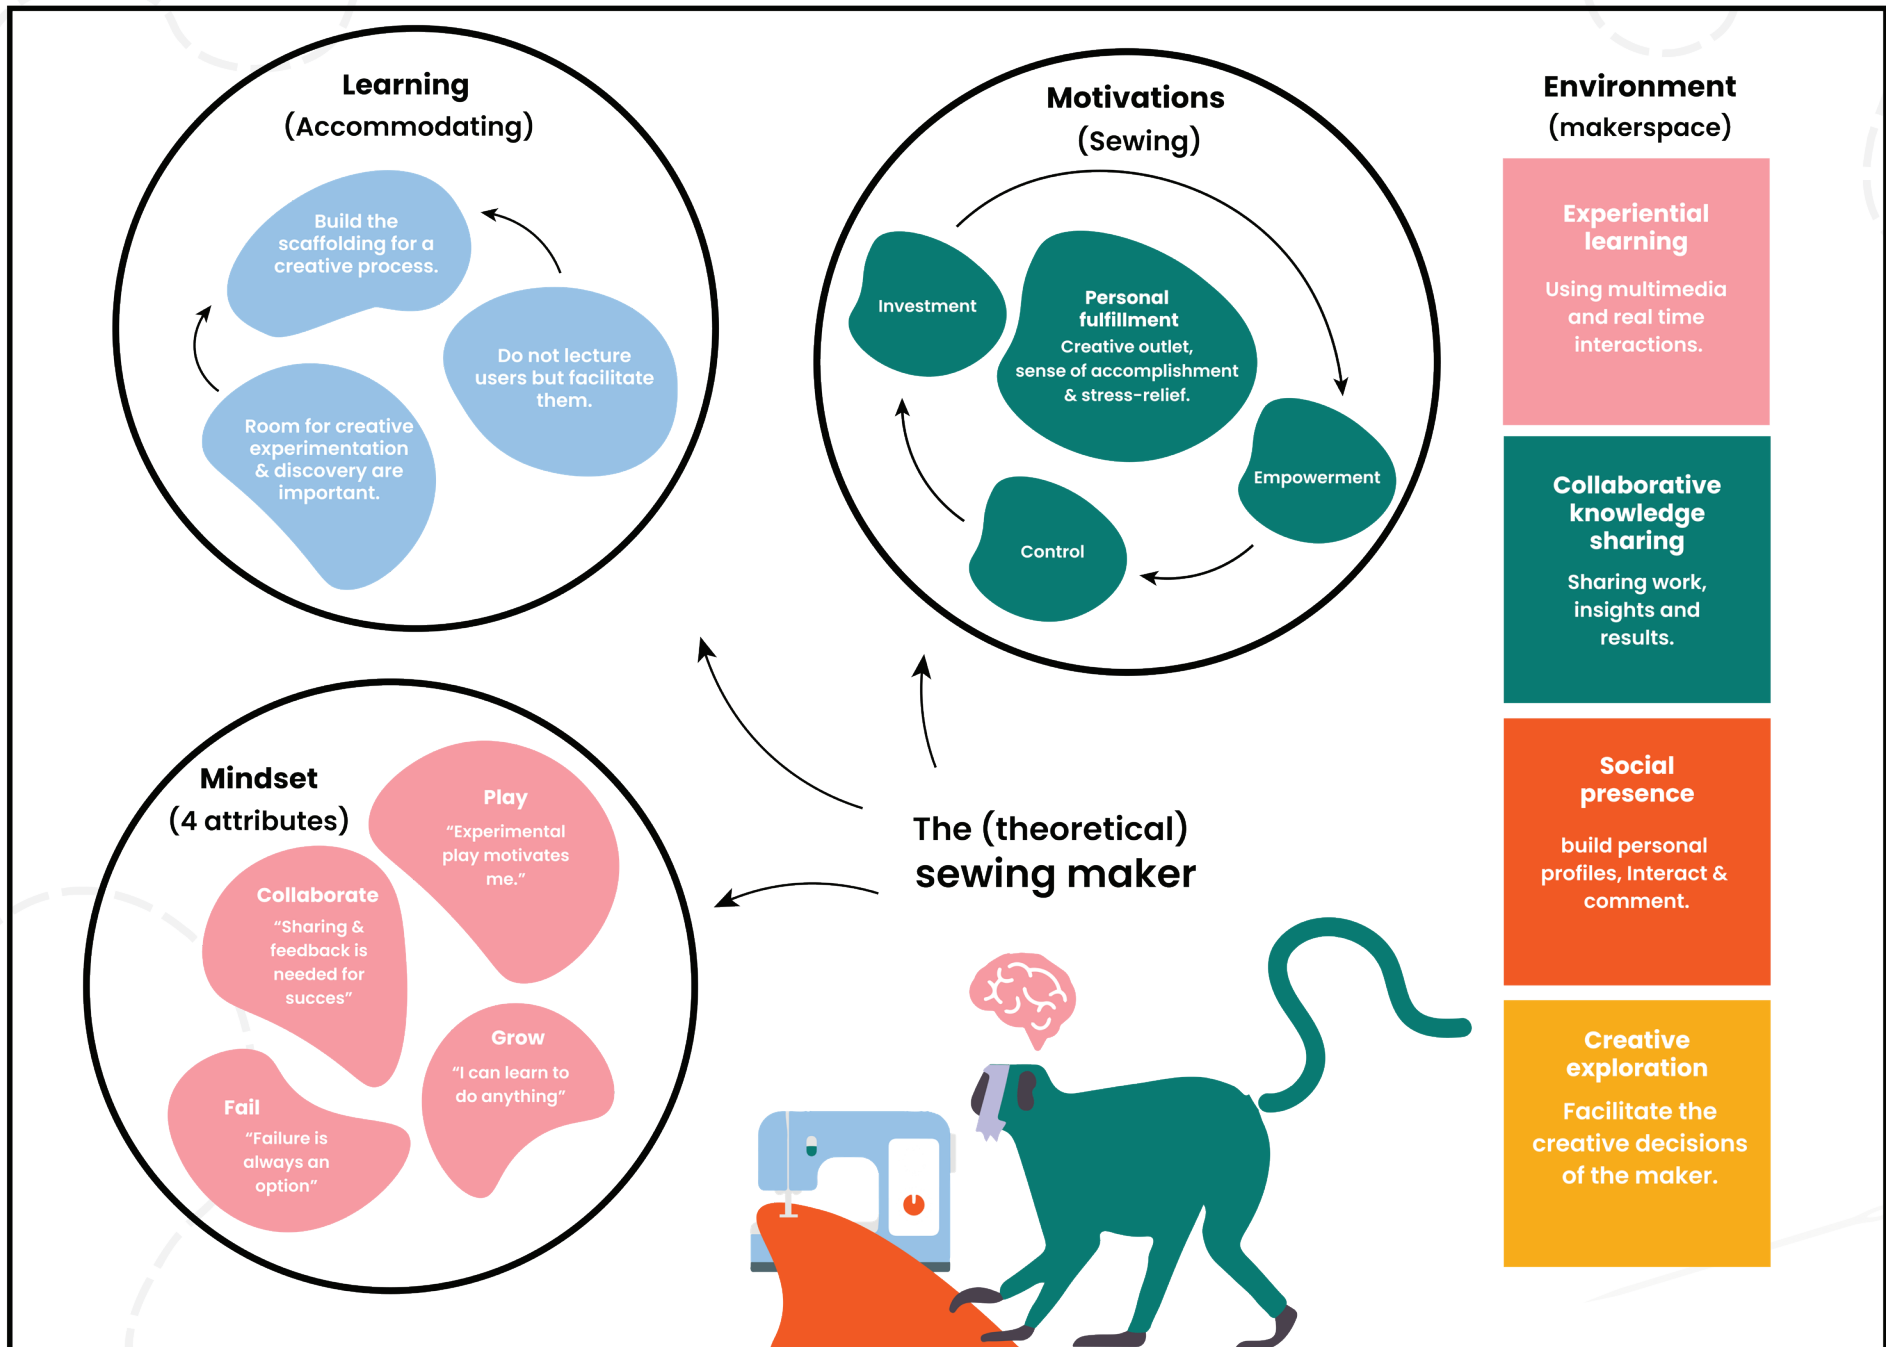 Learning
(Accommodating)
Build the
scaffolding for a
creative process.
Do not lecture
users but facilitate
them.
Room for creative
experimentation
& discovery are
important.
Motivations
(Sewing)
Investment
Personal
fulfillment
Creative outlet,
sense of accomplishment
& stress-relief.
Empowerment
Control
Environment
(makerspace)
Experiential
learning
Using multimedia
and real time
interactions.
Collaborative
knowledge
sharing
Sharing work,
insights and
results.
Social
presence
build personal
profiles, Interact &
comment.
Creative
exploration
Facilitate the
creative decisions
of the maker.
Mindset
(4 attributes)
Play
“Experimental
play motivates
me.”
Collaborate
“Sharing &
feedback is
needed for
succes”
Grow
“I can learn to
do anything”
Fail
“Failure is
always an
option”
The (theoretical)
sewing maker